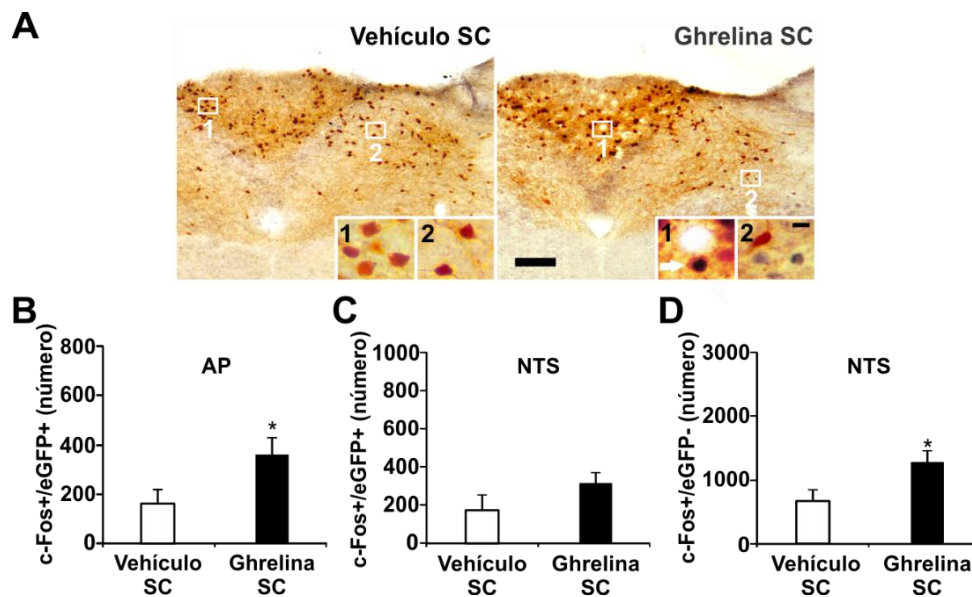 A
Vehículo SC
Ghrelina SC
1
2
1
2
1
2
1
2
B
c-Fos+/eGFP+ (número)
800
600
400
200
0
AP
*
Vehículo
SC
Ghrelina
SC
C
c-Fos+/eGFP+ (número)
1000
800
600
400
200
0
NTS
Vehículo
SC
Ghrelina
SC
D
c-Fos+/eGFP- (número)
3000
2000
1000
0
NTS
*
Vehículo
SC
Ghrelina
SC